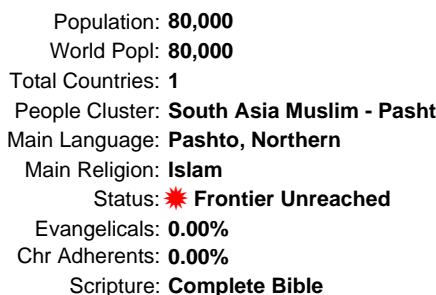 Population: 80,000
World Popl: 80,000
Total Countries: 1
People Cluster: South Asia Muslim - Pasht
Main Language: Pashto, Northern
Main Religion: Islam
Status: Frontier Unreached
Evangelicals: 0.00%
Chr Adherents: 0.00%
Scripture: Complete Bible